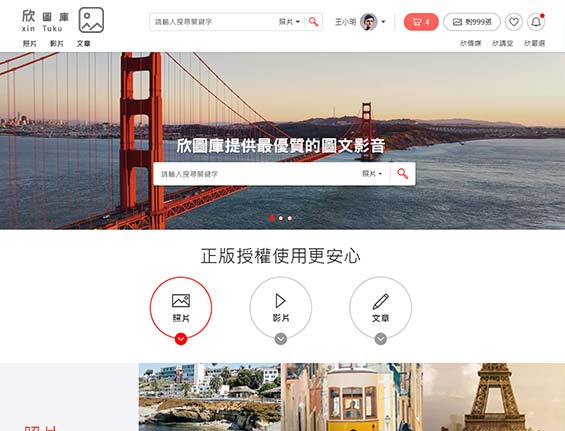 欣圖庫
xin Tuku
請輸入搜尋關鍵字 照片
王小明
4
剩999張
照片 影片 文章
欣傳媒 欣講堂 欣嚴選
欣圖庫提供最優質的圖文影音
請輸入搜尋關鍵字 照片
正版授權使用更安心
照片 影片 文章
照片